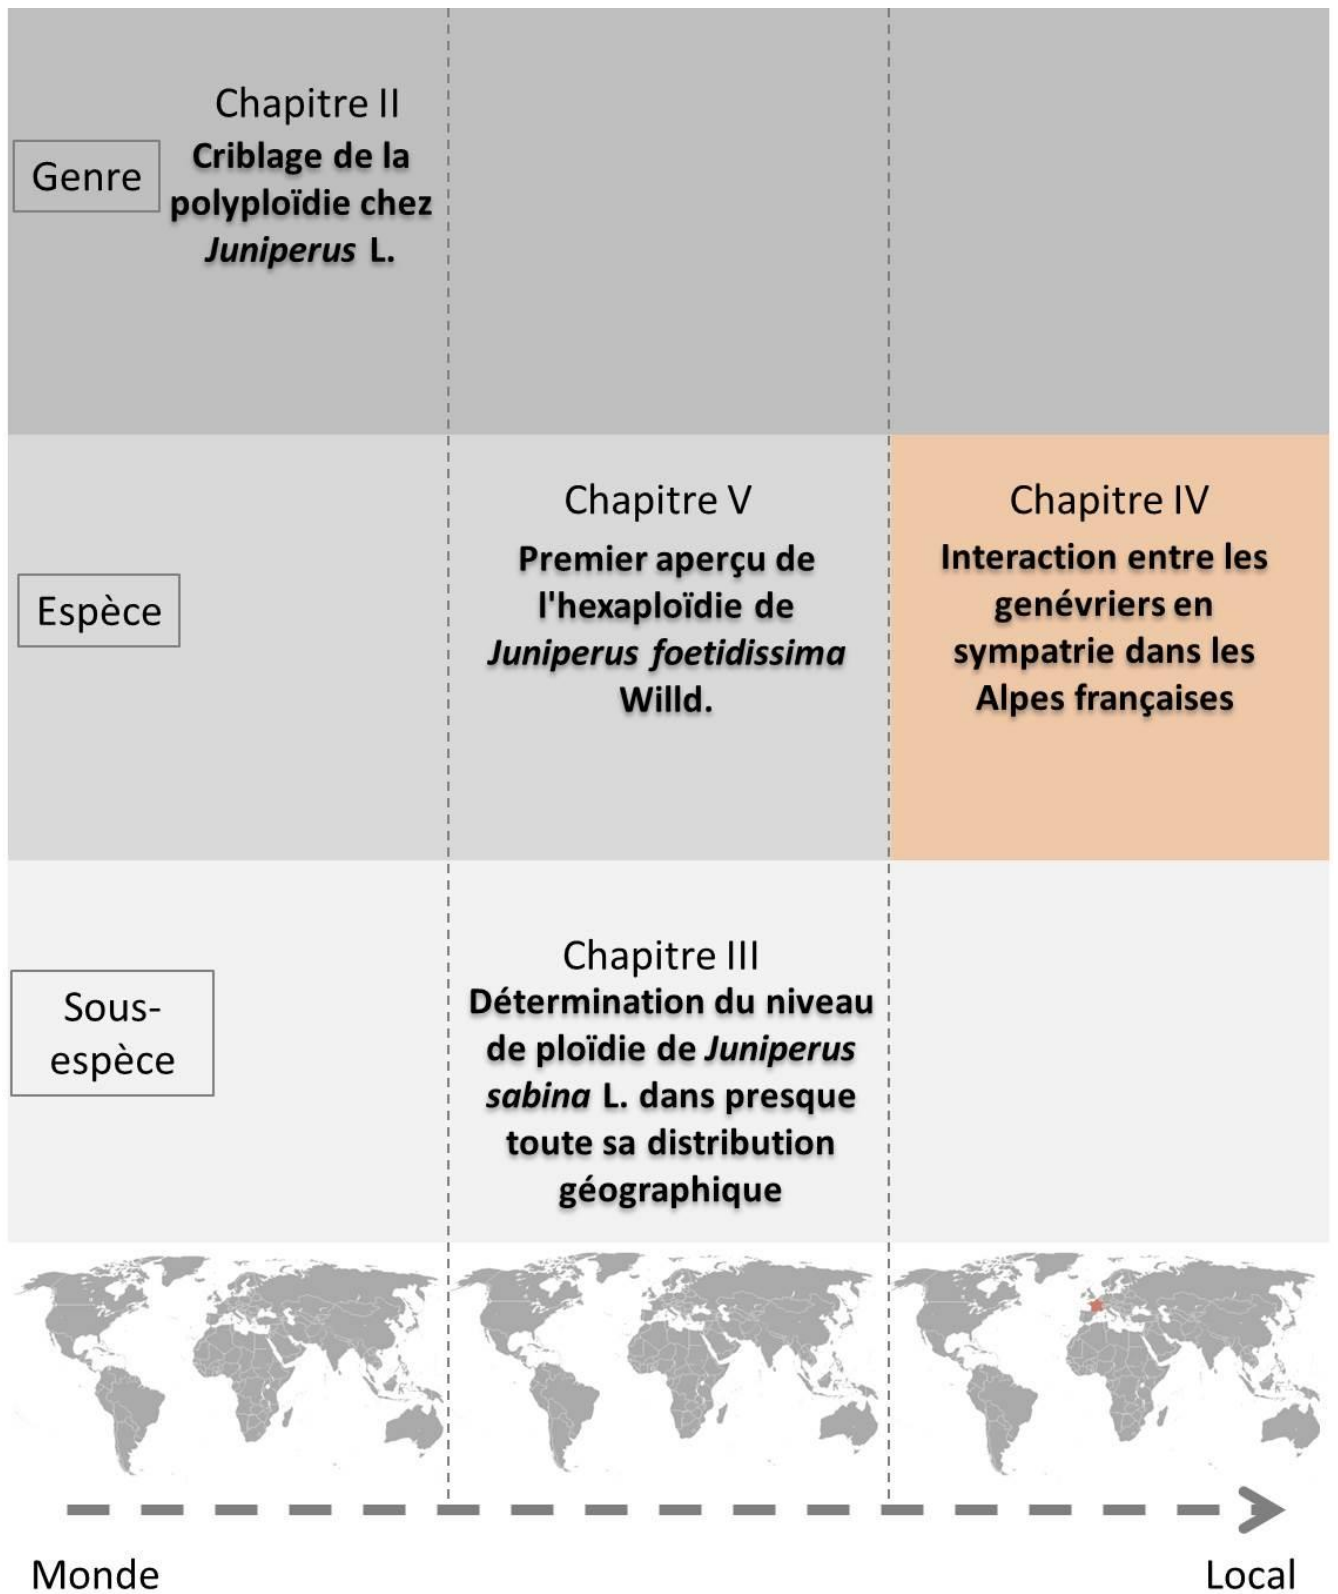 Chapitre II
Genre
Criblage de la
polyploïdie chez
Juniperus L.
Espèce
Chapitre V
Premier aperçu de
l'hexaploïdie de
Juniperus foetidissima
Willd.
Chapitre IV
Interaction entre les
genévriers en
sympatrie dans les
Alpes françaises
Sous-
espèce
Chapitre III
Détermination du niveau
de ploïdie de Juniperus
sabina L. dans presque
toute sa distribution
géographique
Monde
Local